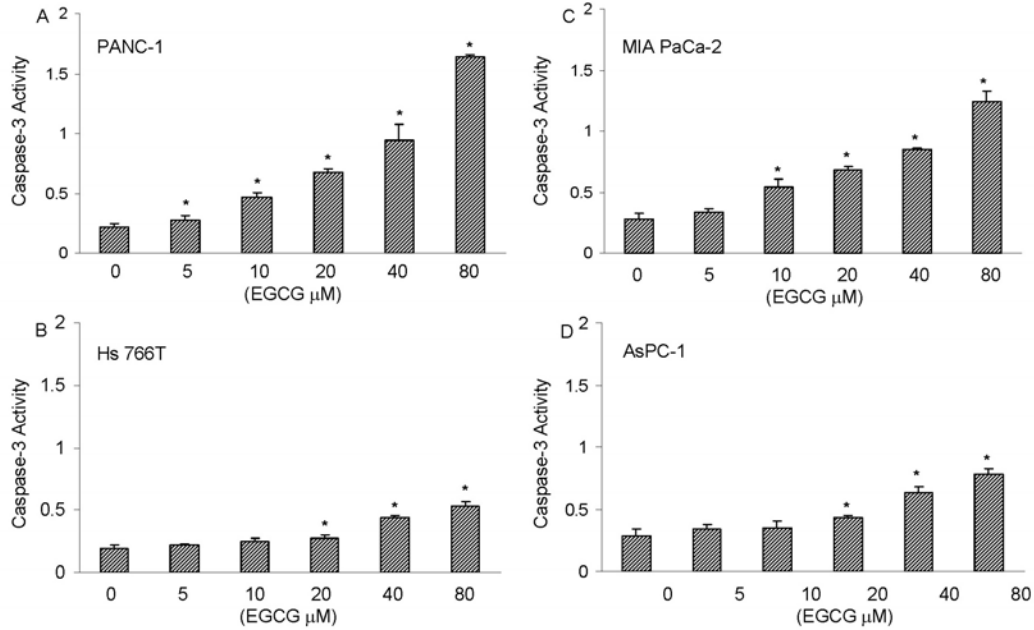 A
PANC-1
Caspase-3 Activity
2
1.5
1
0.5
0
* * * * *
0 5 10 20 40 80
(EGCG μM)
C
MIA PaCa-2
Caspase-3 Activity
2
1.5
1
0.5
0
* * * *
0 5 10 20 40 80
(EGCG μM)
B
Hs 766T
Caspase-3 Activity
2
1.5
1
0.5
0
* * *
0 5 10 20 40 80
(EGCG μM)
D
AsPC-1
Caspase-3 Activity
2
1.5
1
0.5
0
* * *
0 5 10 20 40 80
(EGCG μM)